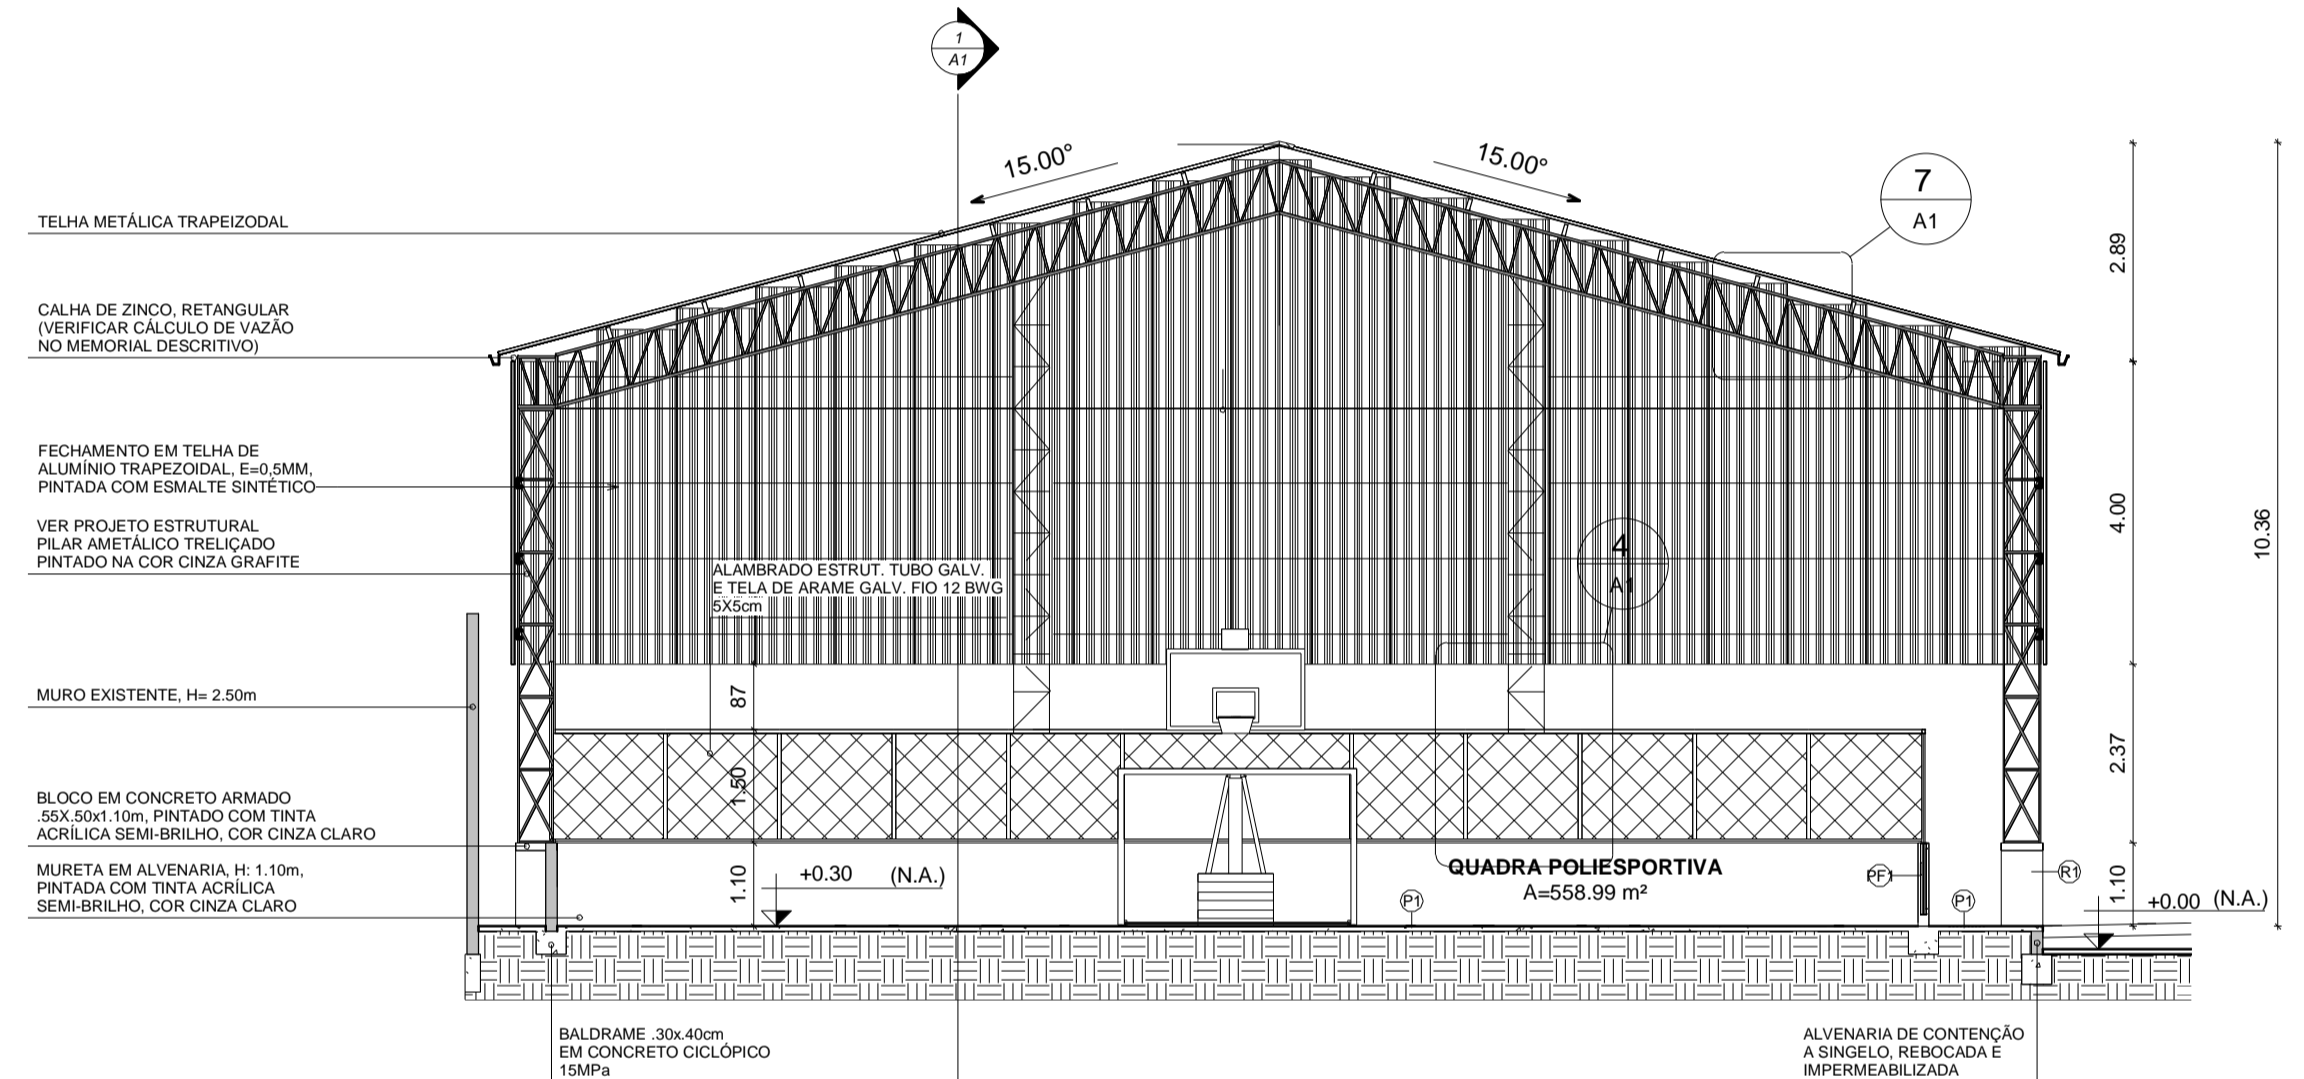 1
A1
15.00°
15.00°
7
A1
TELHA METÁLICA TRAPEIZODAL
2.89
CALHA DE ZINCO, RETANGULAR
(VERIFICAR CÁLCULO DE VAZÃO
NO MEMORIAL DESCRITIVO)
FECHAMENTO EM TELHA DE
ALUMÍNIO TRAPEZOIDAL, E=0,5MM,
PINTADA COM ESMALTE SINTÉTICO
4.00
10.36
VER PROJETO ESTRUTURAL
PILAR AMETÁLICO TRELIÇADO
PINTADO NA COR CINZA GRAFITE
4
A1
ALAMBRADO ESTRUT. TUBO GALV.
E TELA DE ARAME GALV. FIO 12 BWG
5X5cm
MURO EXISTENTE, H= 2.50m
87
1.50
2.37
BLOCO EM CONCRETO ARMADO
.55X.50x1.10m, PINTADO COM TINTA
ACRÍLICA SEMI-BRILHO, COR CINZA CLARO
MURETA EM ALVENARIA, H: 1.10m,
PINTADA COM TINTA ACRÍLICA
SEMI-BRILHO, COR CINZA CLARO
1.10
+0.30 (N.A.)
QUADRA POLIESPORTIVA
A=558.99 m²
PF1
R1
P1
P1
1.10
+0.00 (N.A.)
BALDRAME .30x.40cm
EM CONCRETO CICLÓPICO
15MPa
ALVENARIA DE CONTENÇÃO
A SINGELO, REBOCADA E
IMPERMEABILIZADA